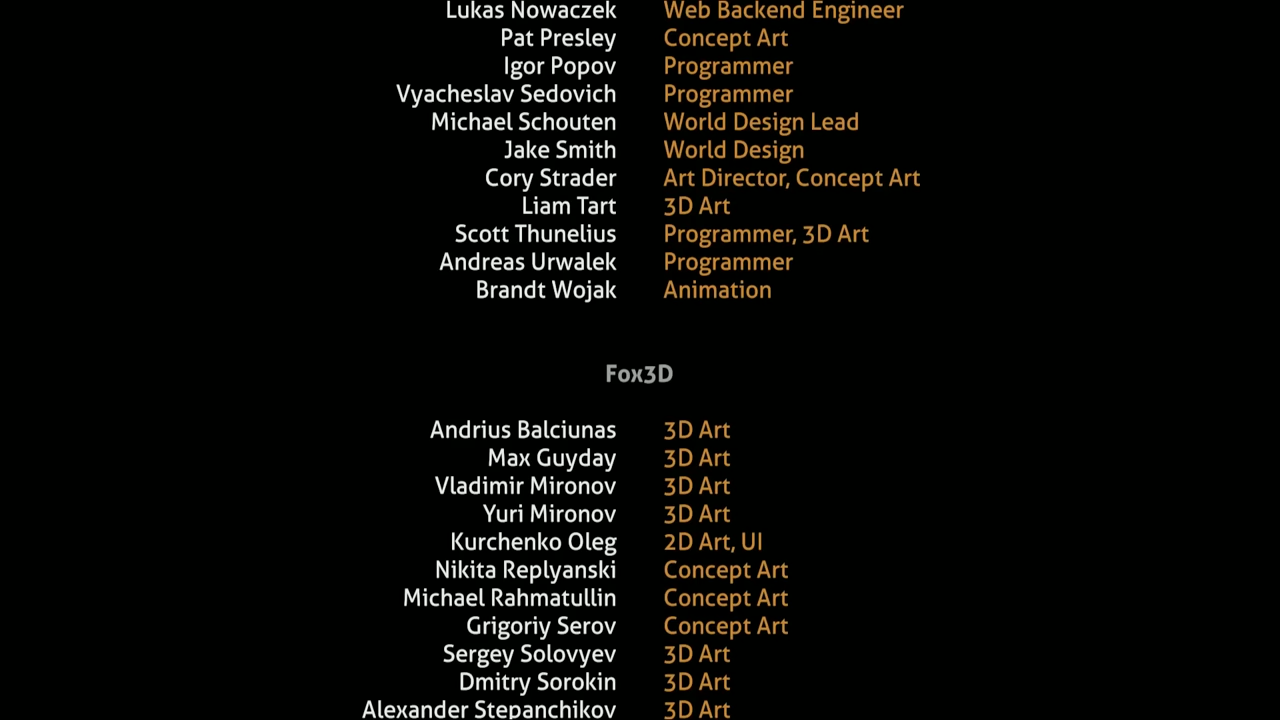 Lukas Nowaczek Web Backend Engineer
Pat Presley Concept Art
Igor Popov Programmer
Vyacheslav Sedovich Programmer
Michael Schouten World Design Lead
Jake Smith World Design
Cory Strader Art Director, Concept Art
Liam Tart 3D Art
Scott Thunelius Programmer, 3D Art
Andreas Urwalek Programmer
Brandt Wojak Animation
Fox3D
Andrius Balciunas 3D Art
Max Guyday 3D Art
Vladimir Mironov 3D Art
Yuri Mironov 3D Art
Kurchenko Oleg 2D Art, UI
Nikita Replyanski Concept Art
Michael Rahmatullin Concept Art
Grigoriy Serov Concept Art
Sergey Solovyev 3D Art
Dmitry Sorokin 3D Art
Alexander Stepanchikov 3D Art